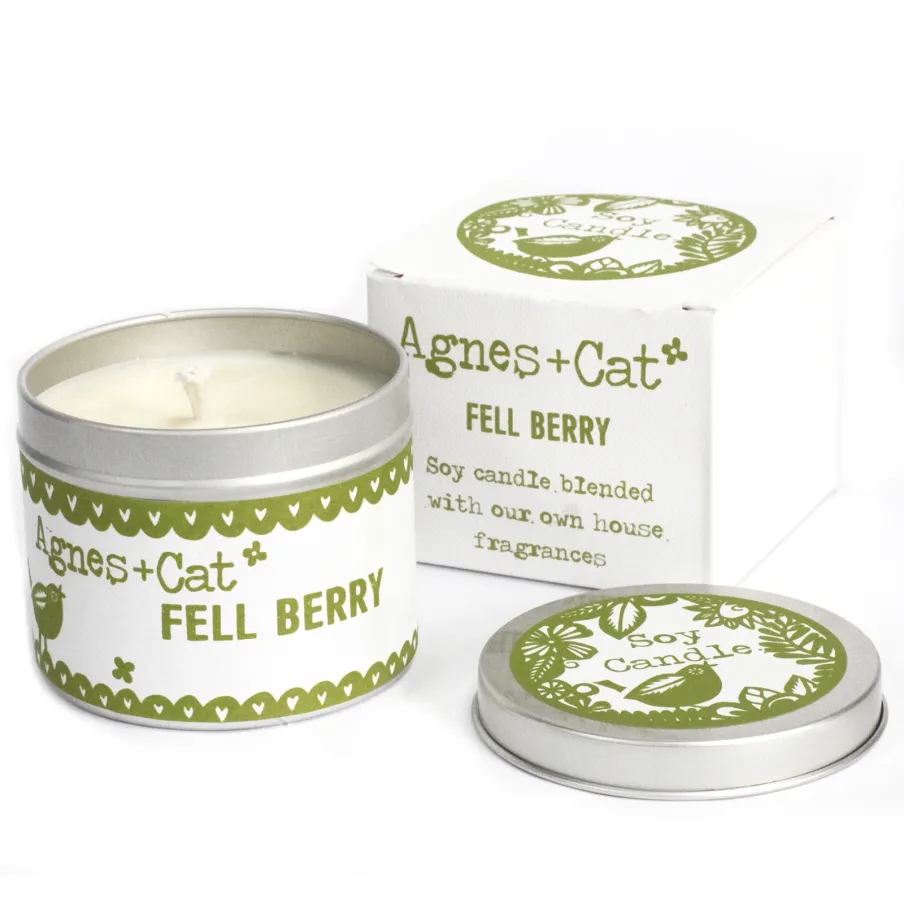 Soy
Candle
Agnes+Cat
FELL BERRY
Soy candle blended
with our own house
fragrances
Agnes+Cat
FELL BERRY
Soy
Candle